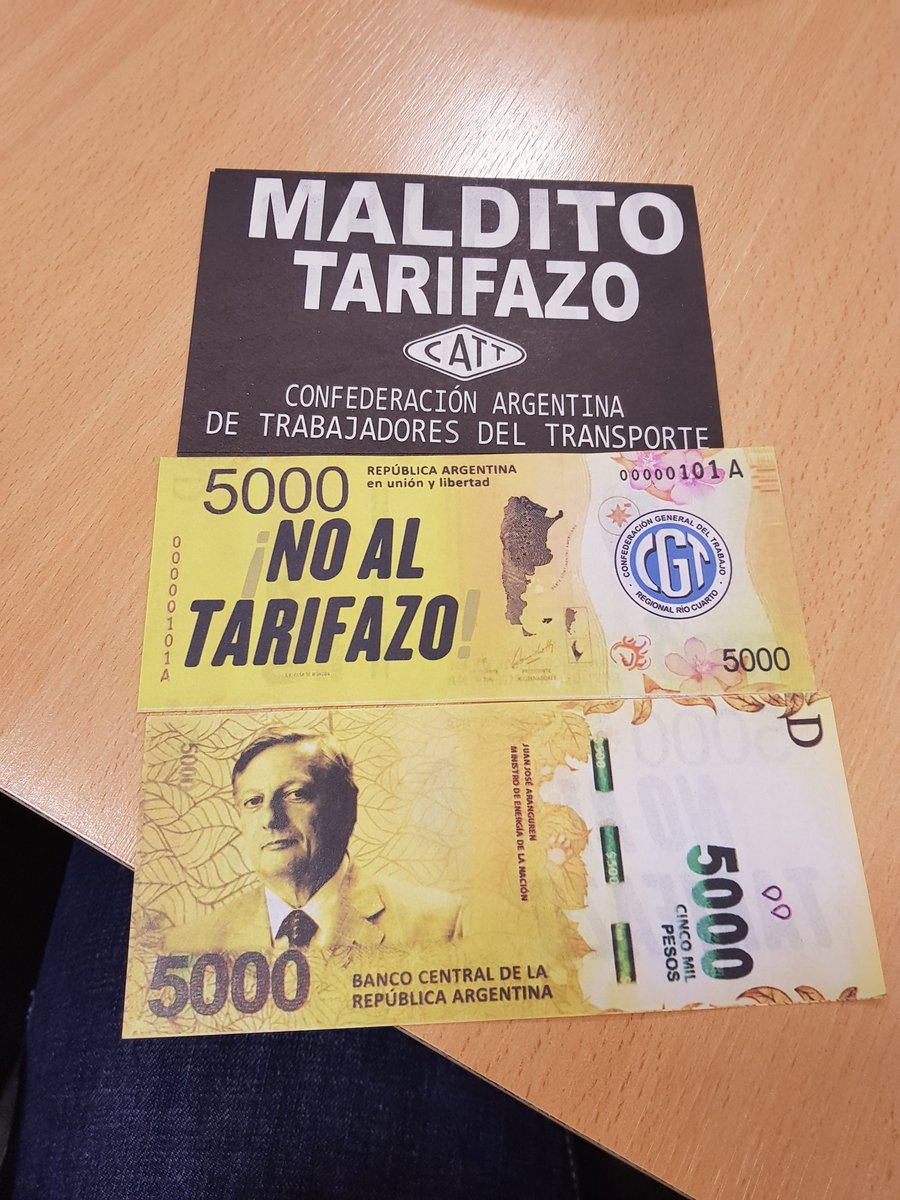 MALDITO
TARIFAZO
CATT
CONFEDERACIÓN ARGENTINA
DE TRABAJADORES DEL TRANSPORTE
5000
REPÚBLICA ARGENTINA
en unión y libertad
00000101 A
¡NO AL
TARIFAZO!
00000101A
CONFEDERACIÓN GENERAL DEL TRABAJO
CGT
REGIONAL RÍO CUARTO
5000
D
5000
JUAN JOSÉ ARANGUREN
MINISTRO DE ENERGÍA DE LA NACIÓN
5000
CINCO MIL
PESOS
5000
BANCO CENTRAL DE LA
REPÚBLICA ARGENTINA